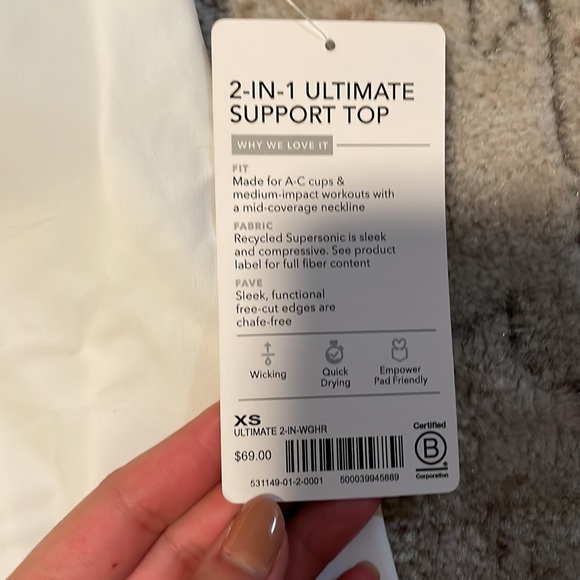 2-IN-1 ULTIMATE
SUPPORT TOP
WHY WE LOVE IT
FIT
Made for A-C cups &
medium-impact workouts with
a mid-coverage neckline
FABRIC
Recycled Supersonic is sleek
and compressive. See product
label for full fiber content
FAVE
Sleek, functional
free-cut edges are
chafe-free
Wicking
Quick
Drying
Empower
Pad Friendly
XS
ULTIMATE 2-IN-WGHR
$69.00
531149-01-2-0001 500039945889
Certified
B
Corporation